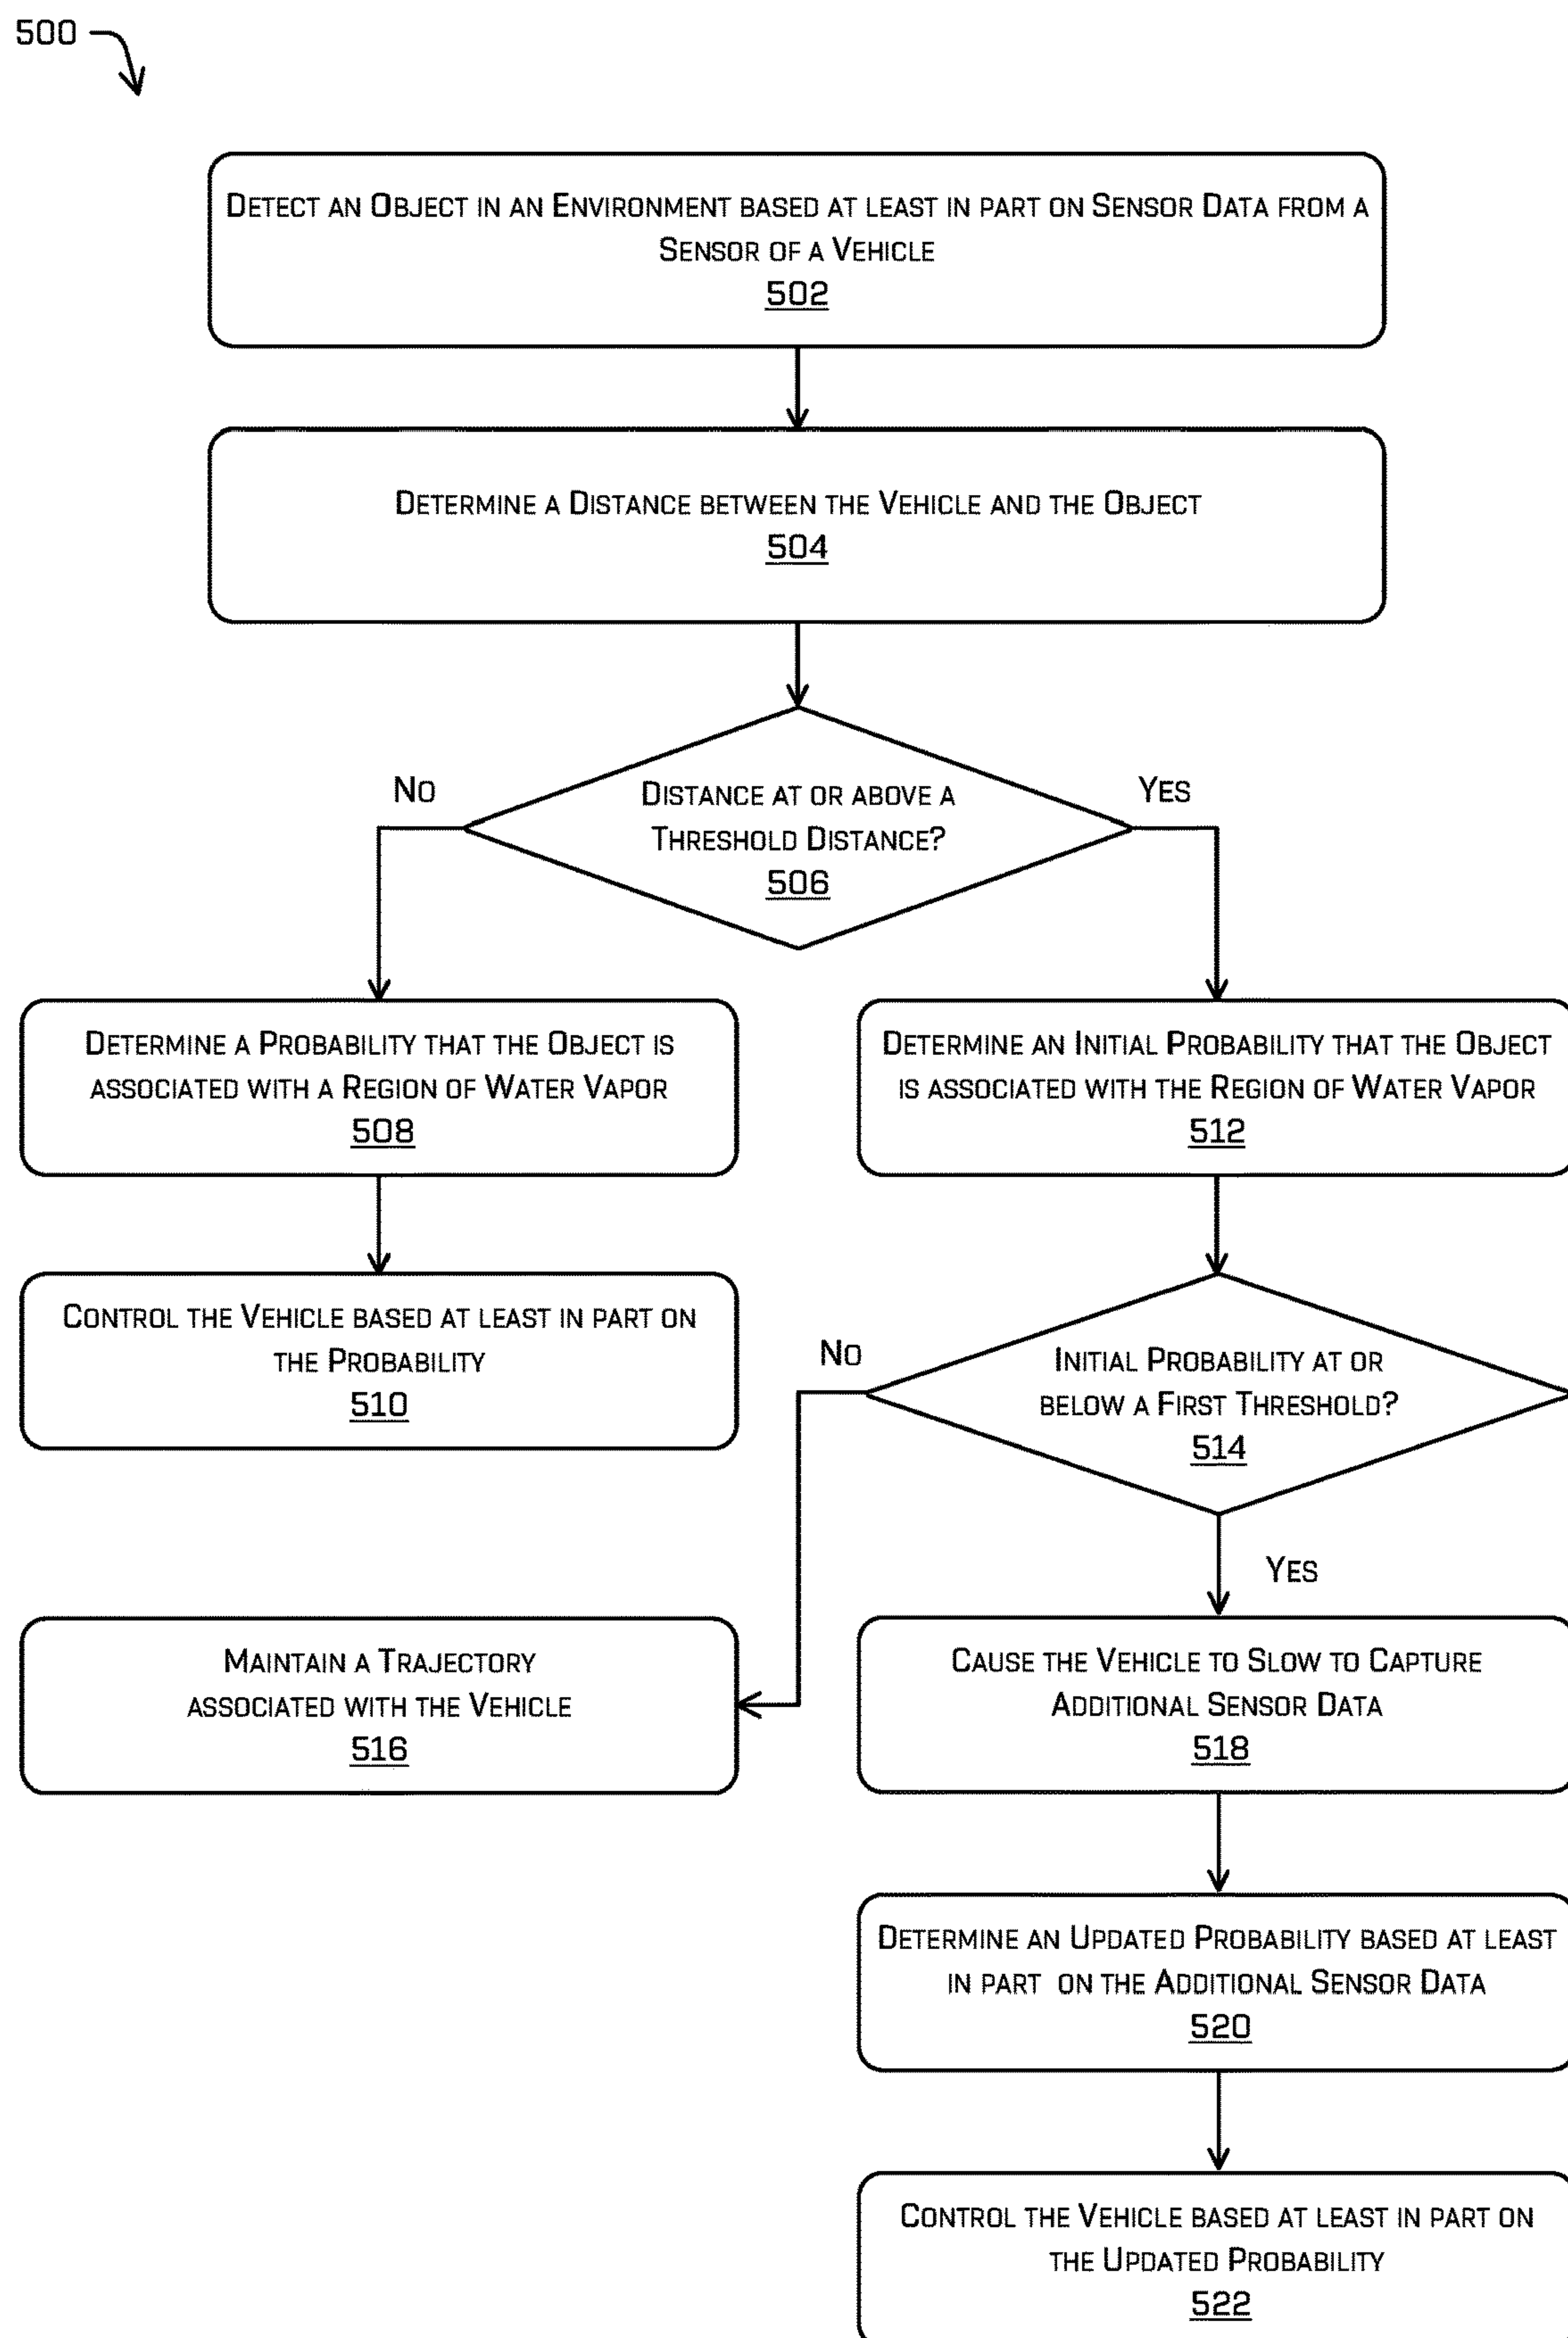 500
Detect an Object in an Environment based at least in part on Sensor Data from a
Sensor of a Vehicle
502
Determine a Distance between the Vehicle and the Object
504
No
Yes
Distance at or above a
Threshold Distance?
506
Determine a Probability that the Object is
associated with a Region of Water Vapor
508
Determine an Initial Probability that the Object
is associated with the Region of Water Vapor
512
Control the Vehicle based at least in part on
the Probability
510
No
Initial Probability at or
below a First Threshold?
514
Yes
Maintain a Trajectory
associated with the Vehicle
516
Cause the Vehicle to Slow to Capture
Additional Sensor Data
518
Determine an Updated Probability based at least
in part on the Additional Sensor Data
520
Control the Vehicle based at least in part on
the Updated Probability
522